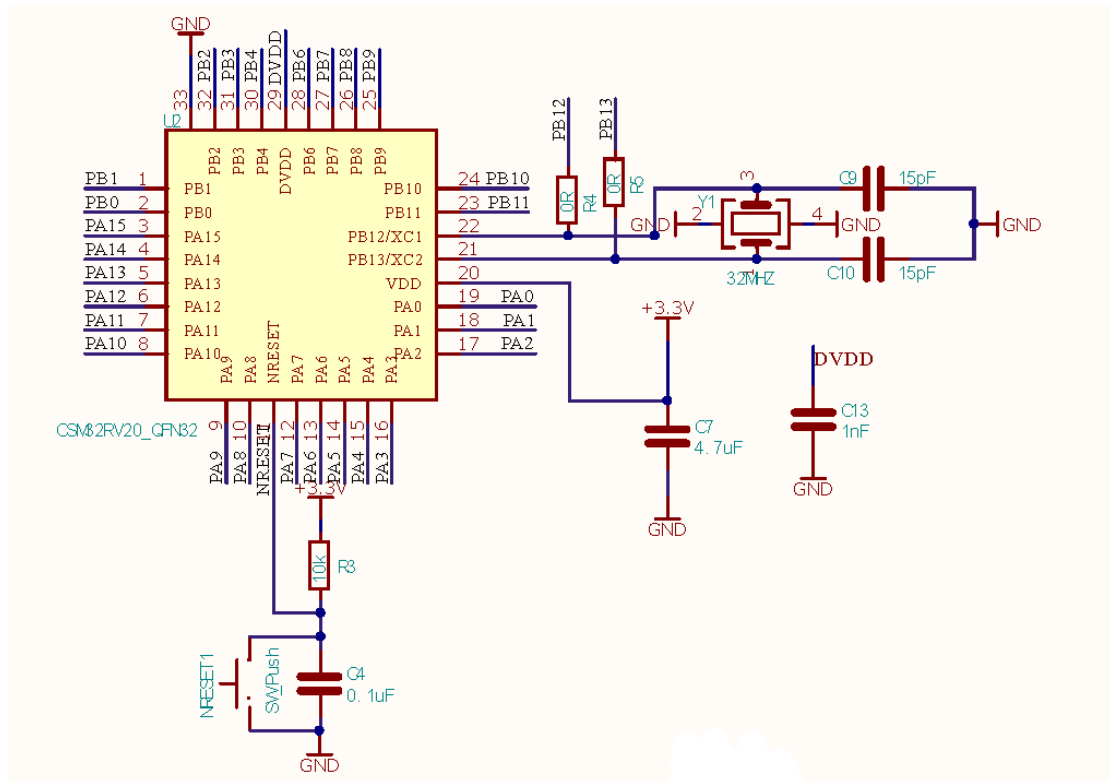 GND
33
32 PB2
31 PB3
30 PB4
29 DVDD
28 PB6
27 PB7
26 PB8
25 PB9
U2
PB2
PB3
PB4
DVDD
PB6
PB7
PB8
PB9
PB1 1 PB1
PB0 2 PB0
PA15 3 PA15
PA14 4 PA14
PA13 5 PA13
PA12 6 PA12
PA11 7 PA11
PA10 8 PA10
PB10 24 PB10
PB11 23 PB11
PB12/XC1 22
PB13/XC2 21
VDD 20
PA0 19 PA0
PA1 18 PA1
PA2 17 PA2
PA9
PA8
NRESET
PA7
PA6
PA5
PA4
PA3
CSM32RV20_QFN32
9 PA9
10 PA8
11 NRESET
12 PA7
13 PA6
14 PA5
15 PA4
16 PA3
PB12
PB13
0R R4
0R R5
GND
2
Y1
3
4
GND
1
32MHZ
C9 15pF
C10 15pF
GND
+3.3V
C7
4.7uF
GND
DVDD
C13
1nF
GND
+3.3V
10k R3
NRESET1
SW_Push
C4
0.1uF
GND